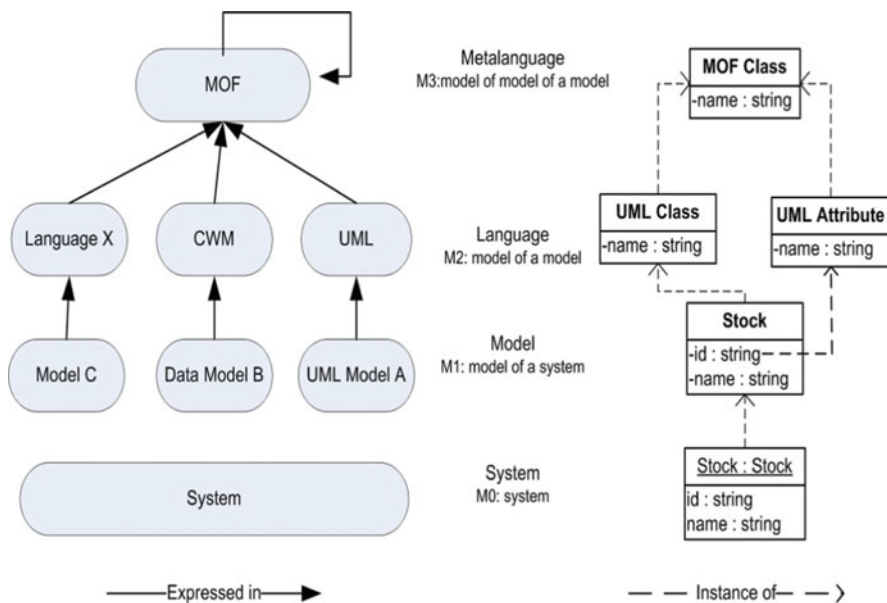 MOF
Metalanguage
M3:model of model of a model
MOF Class
-name : string
Language X
CWM
UML
Language
M2: model of a model
UML Class
-name : string
UML Attribute
-name : string
Model C
Data Model B
UML Model A
Model
M1: model of a system
Stock
-id : string
-name : string
System
System
M0: system
Stock : Stock
id : string
name : string
Expressed in
Instance of